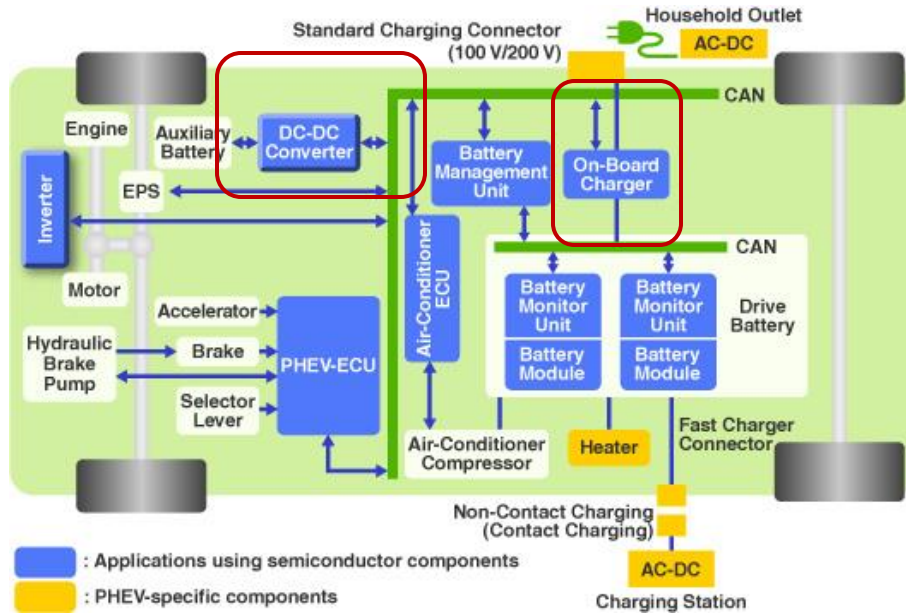 Household Outlet
Standard Charging Connector
(100 V/200 V)
AC-DC
CAN
Engine
Auxiliary
Battery
DC-DC
Converter
Battery
Management
Unit
On-Board
Charger
EPS
Inverter
CAN
Motor
Air-Conditioner
ECU
Battery
Monitor
Unit
Battery
Module
Battery
Monitor
Unit
Battery
Module
Drive
Battery
Accelerator
Hydraulic
Brake
Pump
Brake
PHEV-ECU
Selector
Lever
Air-Conditioner
Compressor
Heater
Fast Charger
Connector
Non-Contact Charging
(Contact Charging)
: Applications using semiconductor components
AC-DC
: PHEV-specific components
Charging Station